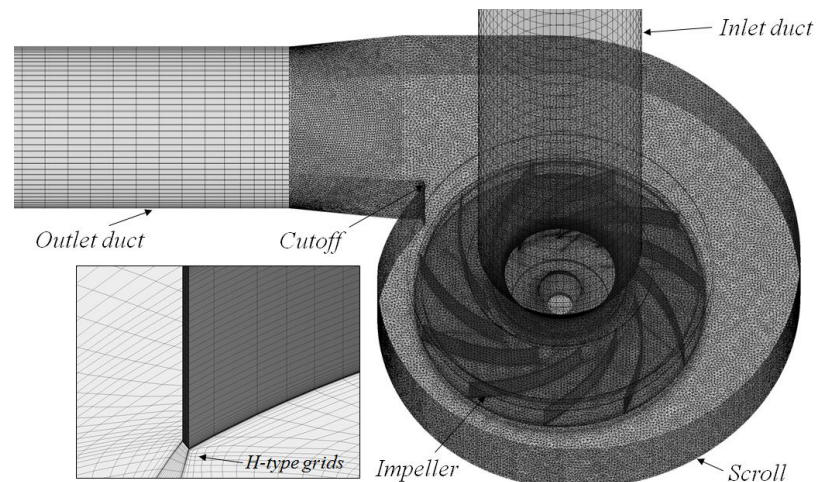 Inlet duct
Outlet duct
Cutoff
H-type grids
Impeller
Scroll